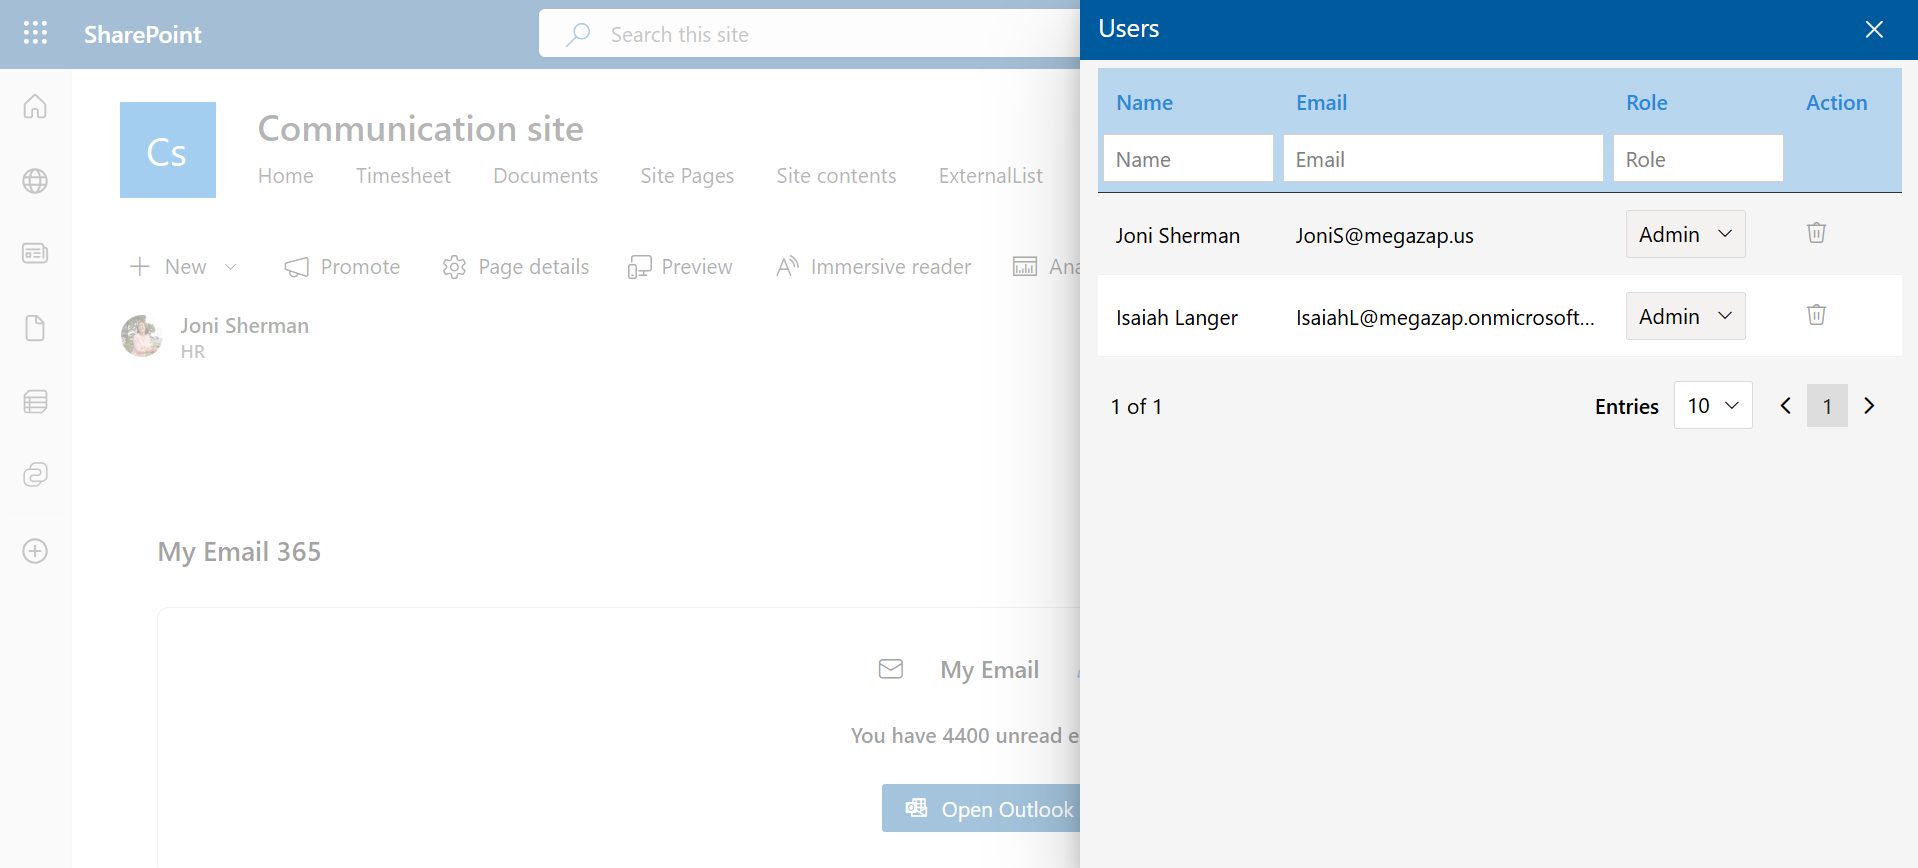 SharePoint
Search this site
Cs
Communication site
Home Timesheet Documents Site Pages Site contents ExternalList
New Promote Page details Preview Immersive reader
Joni Sherman
HR
My Email 365
My Email
You have 4400 unread e
Open Outlook
Users
Name Email Role Action
Name Email Role
Joni Sherman JoniS@megazap.us Admin
Isaiah Langer IsaiahL@megazap.onmicrosoft... Admin
1 of 1 Entries 10 1